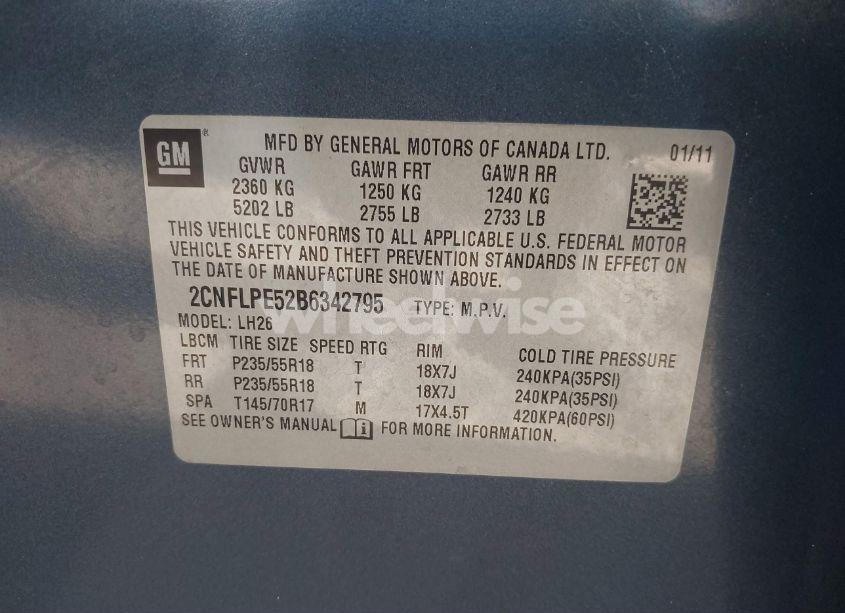 GM ® MFD BY GENERAL MOTORS OF CANADA LTD. 01/11
GVWR GAWR FRT GAWR RR
2360 KG 1250 KG 1240 KG
5202 LB 2755 LB 2733 LB
THIS VEHICLE CONFORMS TO ALL APPLICABLE U.S. FEDERAL MOTOR
VEHICLE SAFETY AND THEFT PREVENTION STANDARDS IN EFFECT ON
THE DATE OF MANUFACTURE SHOWN ABOVE.
2CNFLPE52B6342795 TYPE: M.P.V.
wheelwise
MODEL: LH26
LBCM TIRE SIZE SPEED RTG RIM COLD TIRE PRESSURE
FRT P235/55R18 T 18X7J 240KPA(35PSI)
RR P235/55R18 T 18X7J 240KPA(35PSI)
SPA T145/70R17 M 17X4.5T 420KPA(60PSI)
SEE OWNER'S MANUAL i FOR MORE INFORMATION.